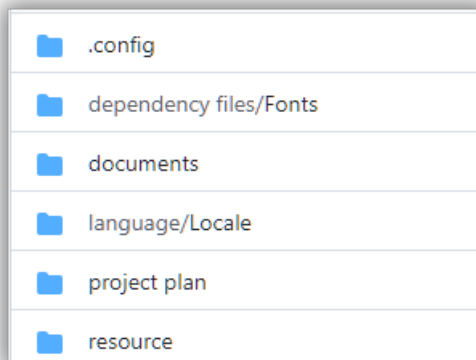 .config
dependency files/Fonts
documents
language/Locale
project plan
resource